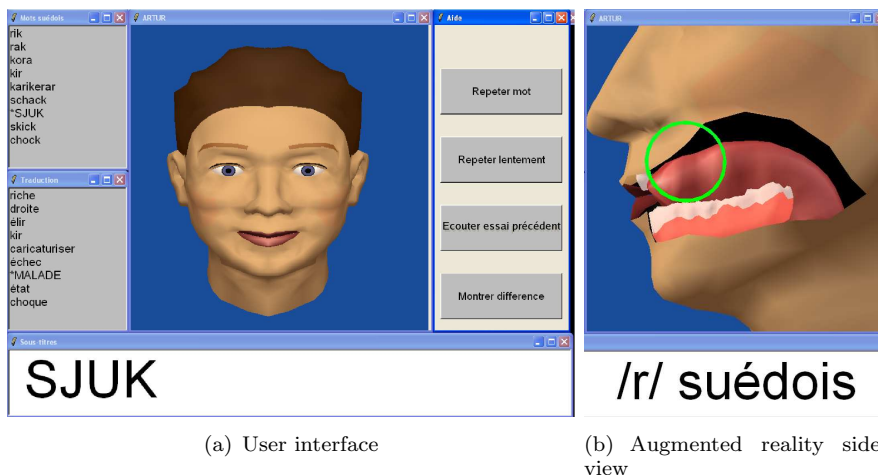 Mots suédois
rik
rak
kora
kir
karikerar
schack
*SJUK
skick
chock
Traduction
riche
droite
élir
kir
caricaturiser
échec
*MALADE
état
choque
ARTUR
Aide
Repeter mot
Repeter lentement
Ecouter essai précédent
Montrer difference
Sous-titres
SJUK
(a) User interface
ARTUR
/r/ suédois
(b) Augmented reality side
view